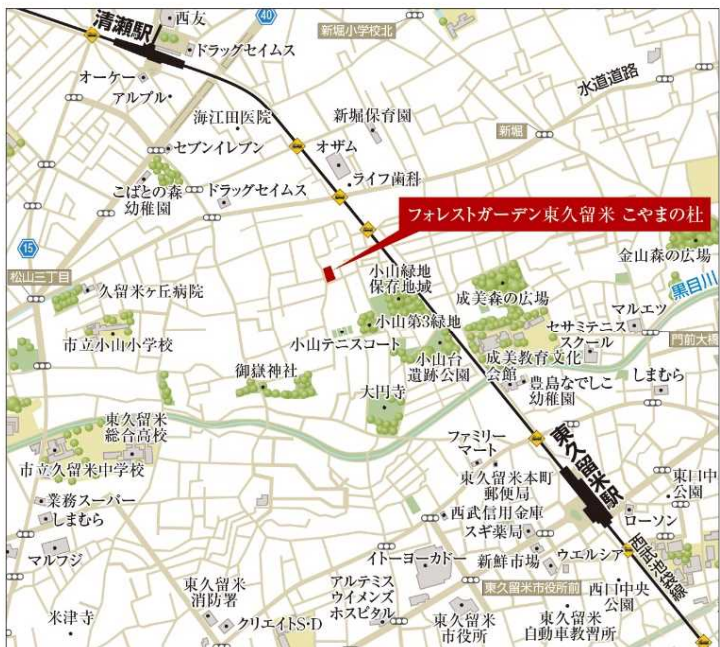 清瀬駅
西友
40
新堀小学校北
ドラッグセイムス
水道道路
オーケー
アルブル
海江田医院
新堀保育園
新堀
セブンイレブン
オザム
ライフ歯科
こばとの森
幼稚園
ドラッグセイムス
フォレストガーデン東久留米 こやまの杜
15
松山三丁目
金山森の広場
久留米ヶ丘病院
小山緑地
保存地域
成美森の広場
黒目川
マルエツ
市立小山小学校
小山第3緑地
セサミテニス
スクール
門前大橋
小山テニスコート
小山台
遺跡公園
成美教育文化
会館
しまむら
御嶽神社
大円寺
豊島なでしこ
幼稚園
東久留米
総合高校
ファミリー
マート
東久留米駅
市立久留米中学校
東久留米本町
郵便局
東口中央
公園
業務スーパー
しまむら
西武信用金庫
スギ薬局
ローソン
マルフジ
イトーヨーカドー
新鮮市場
ウエルシア
西武池袋線
東久留米
消防署
アルテミス
ウイメンズ
ホスピタル
東久留米市役所前
西口中央
公園
米津寺
クリエイトS・D
東久留米
市役所
東久留米
自動車教習所